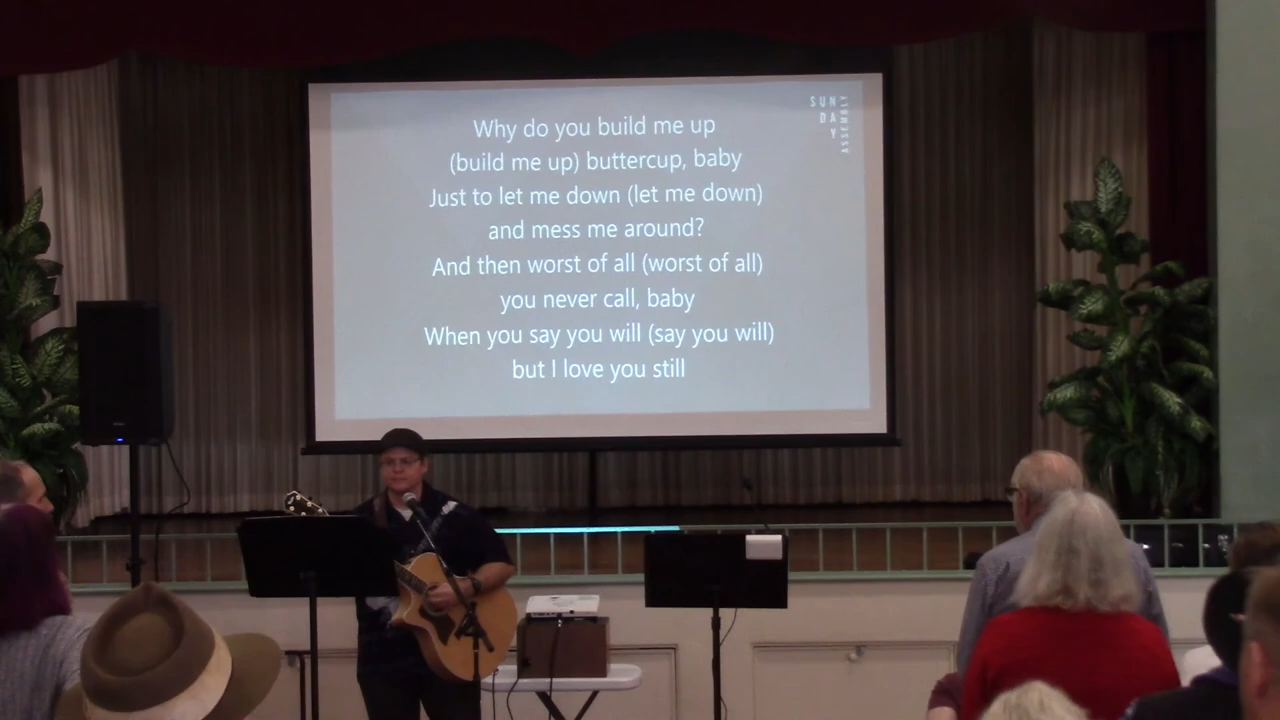 Why do you build me up
(build me up) buttercup, baby
Just to let me down (let me down)
and mess me around?
And then worst of all (worst of all)
you never call, baby
When you say you will (say you will)
but I love you still
SUN
DAY
ASSEMBLY